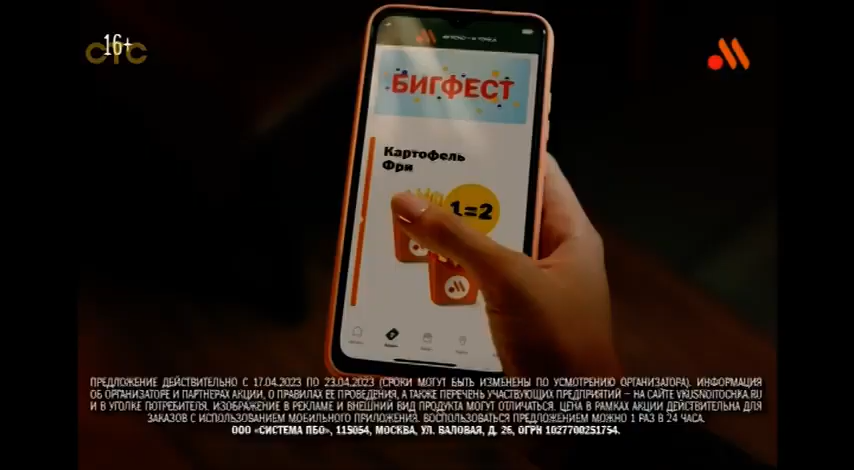 16+
СТС
БИГФЕСТ
Картофель
Фри
1=2
ПРЕДЛОЖЕНИЕ ДЕЙСТВИТЕЛЬНО С 17.04.2023 ПО 23.04.2023 (СРОКИ МОГУТ БЫТЬ ИЗМЕНЕНЫ ПО УСМОТРЕНИЮ ОРГАНИЗАТОРА). ИНФОРМАЦИЯ
ОБ ОРГАНИЗАТОРЕ И ПАРТНЕРАХ АКЦИИ, О ПРАВИЛАХ ЕЕ ПРОВЕДЕНИЯ, А ТАКЖЕ ПЕРЕЧЕНЬ УЧАСТВУЮЩИХ ПРЕДПРИЯТИЙ – НА САЙТЕ VKUSNOITOCHKA.RU
И В УГОЛКЕ ПОТРЕБИТЕЛЯ. ИЗОБРАЖЕНИЕ В РЕКЛАМЕ И ВНЕШНИЙ ВИД ПРОДУКТА МОГУТ ОТЛИЧАТЬСЯ. ЦЕНА В РАМКАХ АКЦИИ ДЕЙСТВИТЕЛЬНА ДЛЯ
ЗАКАЗОВ С ИСПОЛЬЗОВАНИЕМ МОБИЛЬНОГО ПРИЛОЖЕНИЯ. ВОСПОЛЬЗОВАТЬСЯ ПРЕДЛОЖЕНИЕМ МОЖНО 1 РАЗ В 24 ЧАСА.
ООО «СИСТЕМА ПБО», 115054, МОСКВА, УЛ. ВАЛОВАЯ, Д. 26, ОГРН 1027700251754.